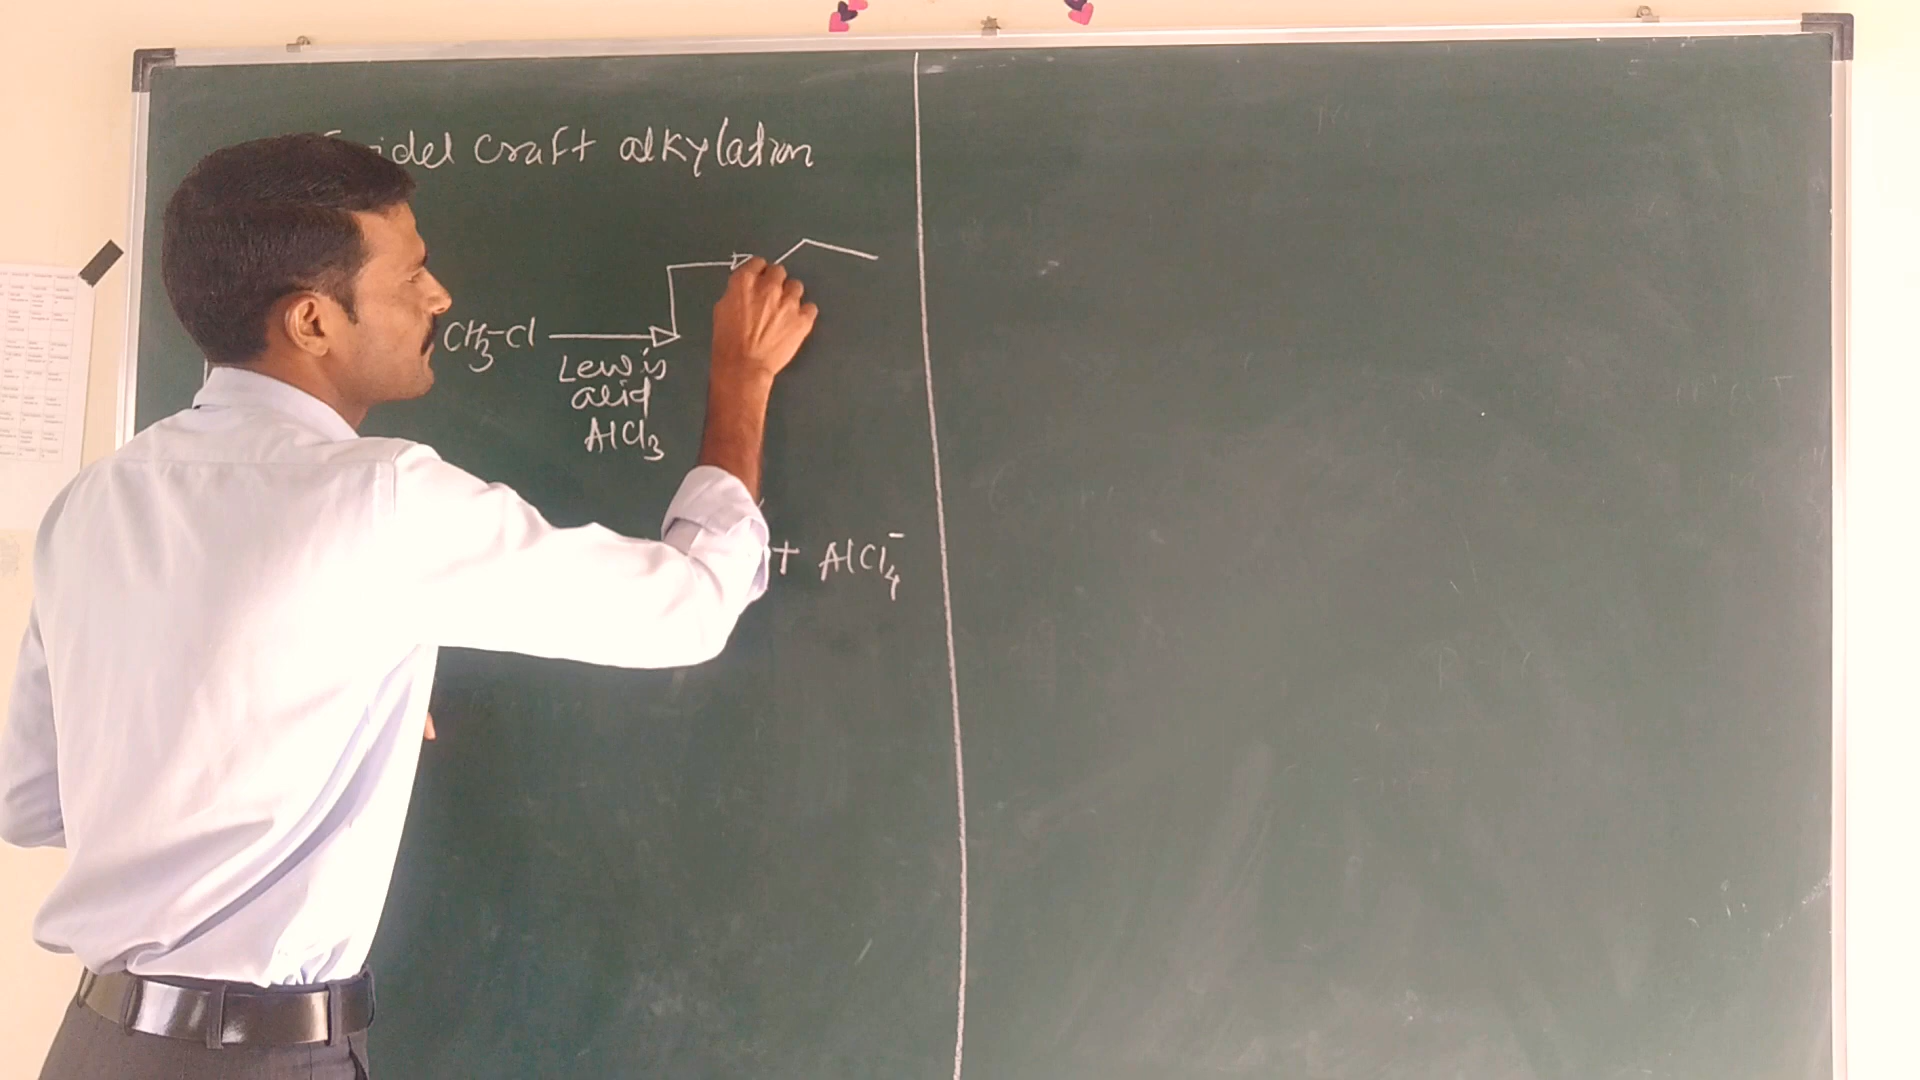 idel craft alkylation
CH3-Cl
Lewis
acid
AlCl3
+ AlCl4-